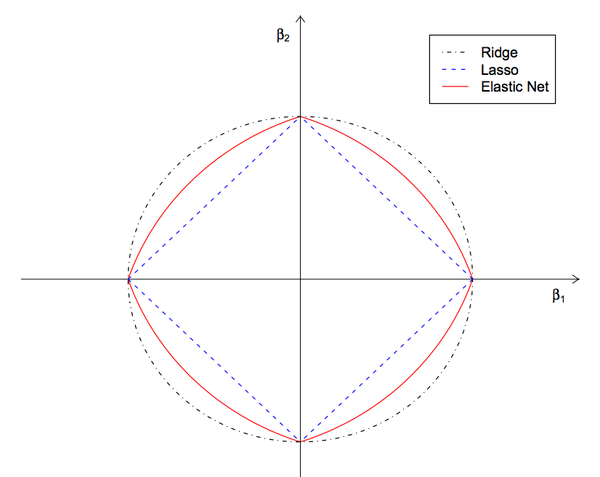 β₂
Ridge
Lasso
Elastic Net
β₁